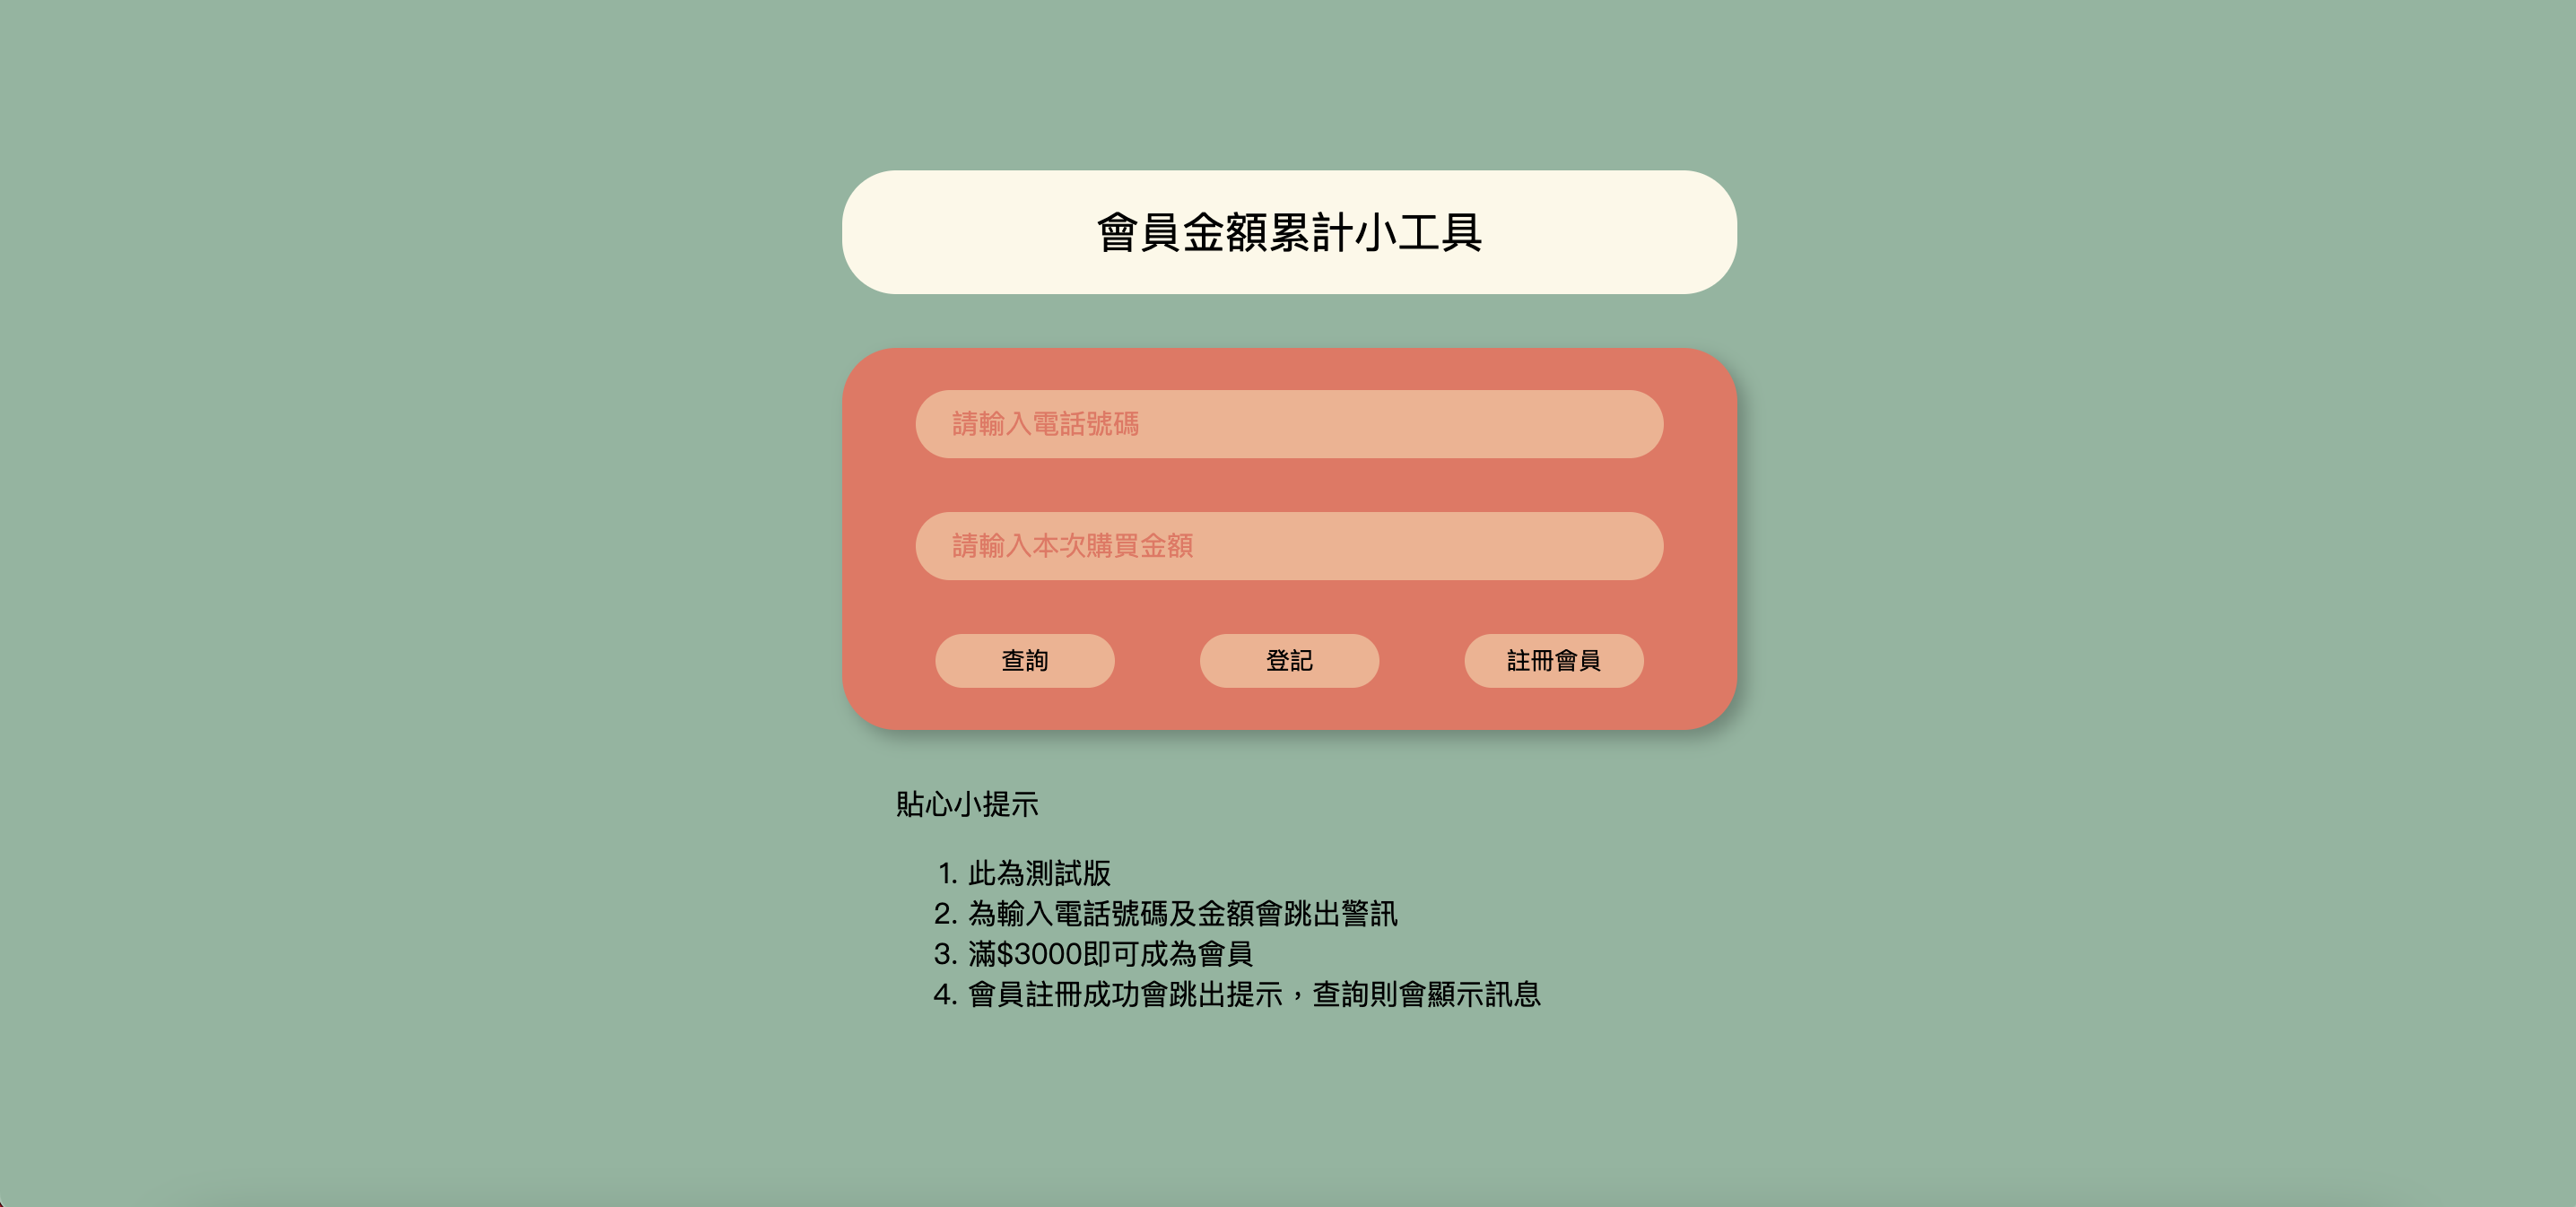 會員金額累計小工具
請輸入電話號碼
請輸入本次購買金額
查詢
登記
註冊會員
貼心小提示
1. 此為測試版
2. 為輸入電話號碼及金額會跳出警訊
3. 滿$3000即可成為會員
4. 會員註冊成功會跳出提示，查詢則會顯示訊息